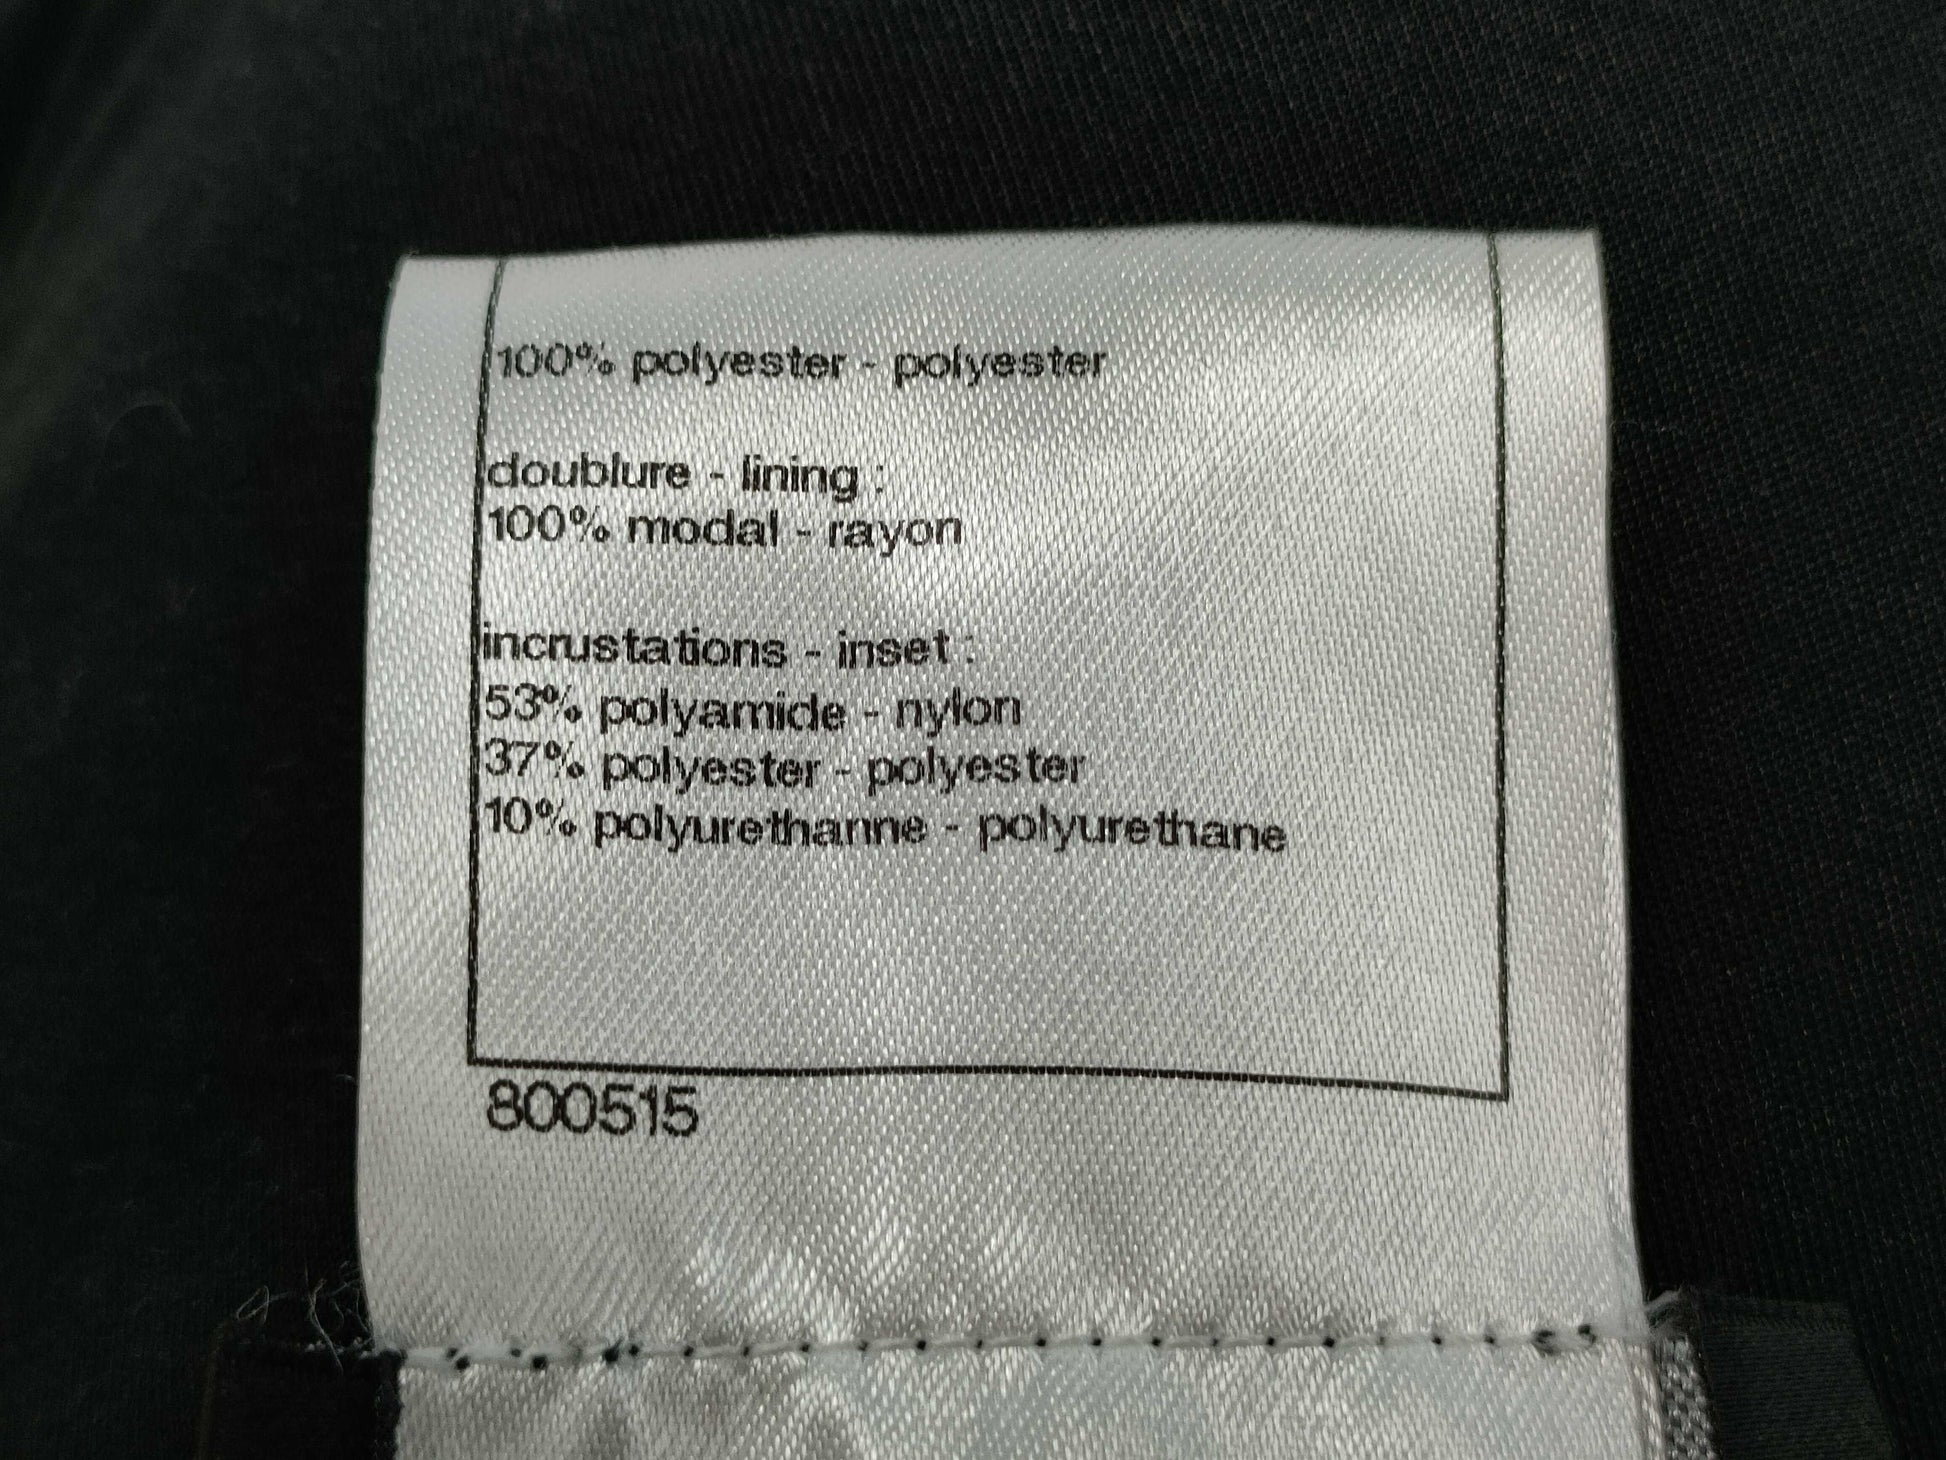 100% polyester - polyester
doublure - lining :
100% modal - rayon
incrustations - inset :
53% polyamide - nylon
37% polyester - polyester
10% polyurethanne - polyurethane
800515